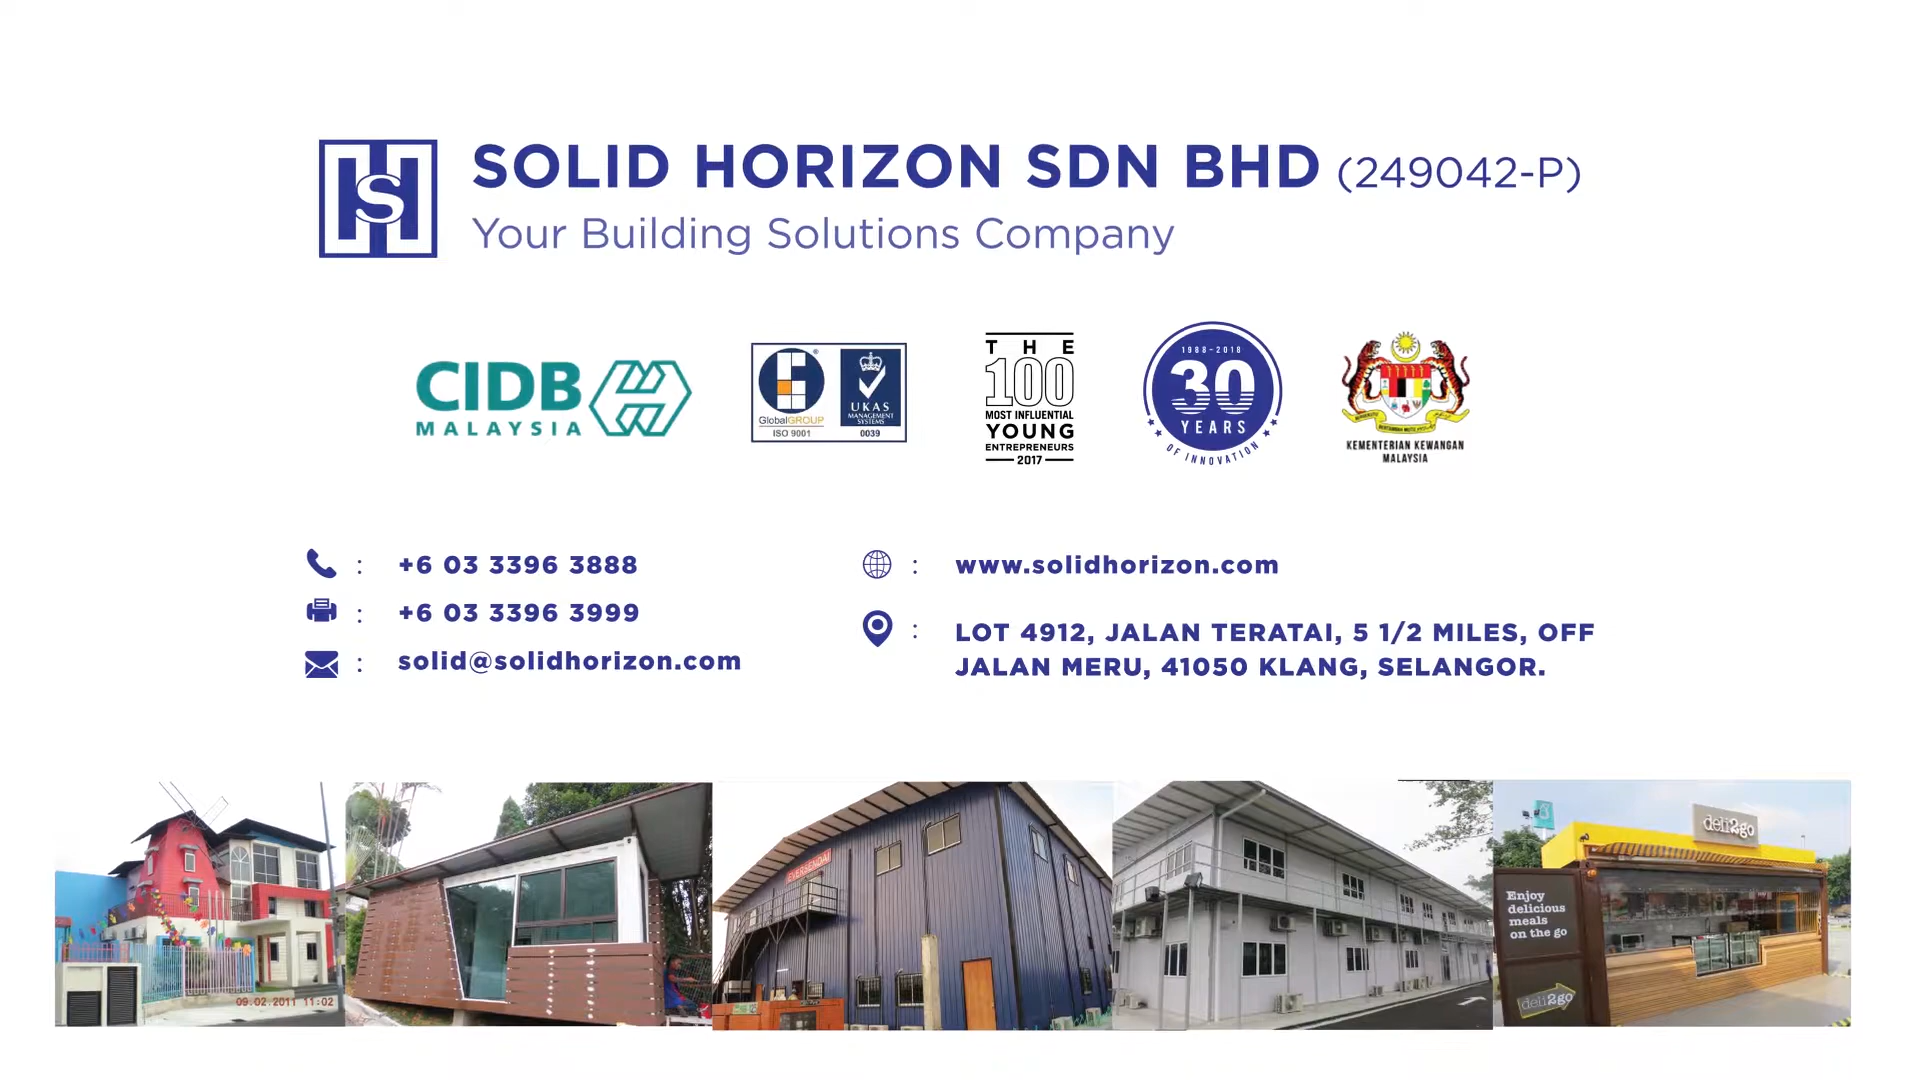 SOLID HORIZON SDN BHD (249042-P)
Your Building Solutions Company
CIDB
MALAYSIA
GlobalGROUP
ISO 9001
UKAS
MANAGEMENT
SYSTEMS
0039
THE
100
MOST INFLUENTIAL
YOUNG
ENTREPRENEURS
2017
1988-2018
30
YEARS
OF INNOVATION
KEMENTERIAN KEWANGAN
MALAYSIA
: +6 03 3396 3888
: +6 03 3396 3999
: solid@solidhorizon.com
: www.solidhorizon.com
: LOT 4912, JALAN TERATAI, 5 1/2 MILES, OFF
JALAN MERU, 41050 KLANG, SELANGOR.
09.02.2011 11:02
EVERSENDAI
deli2go
Enjoy
delicious
meals
on the go
deli2go